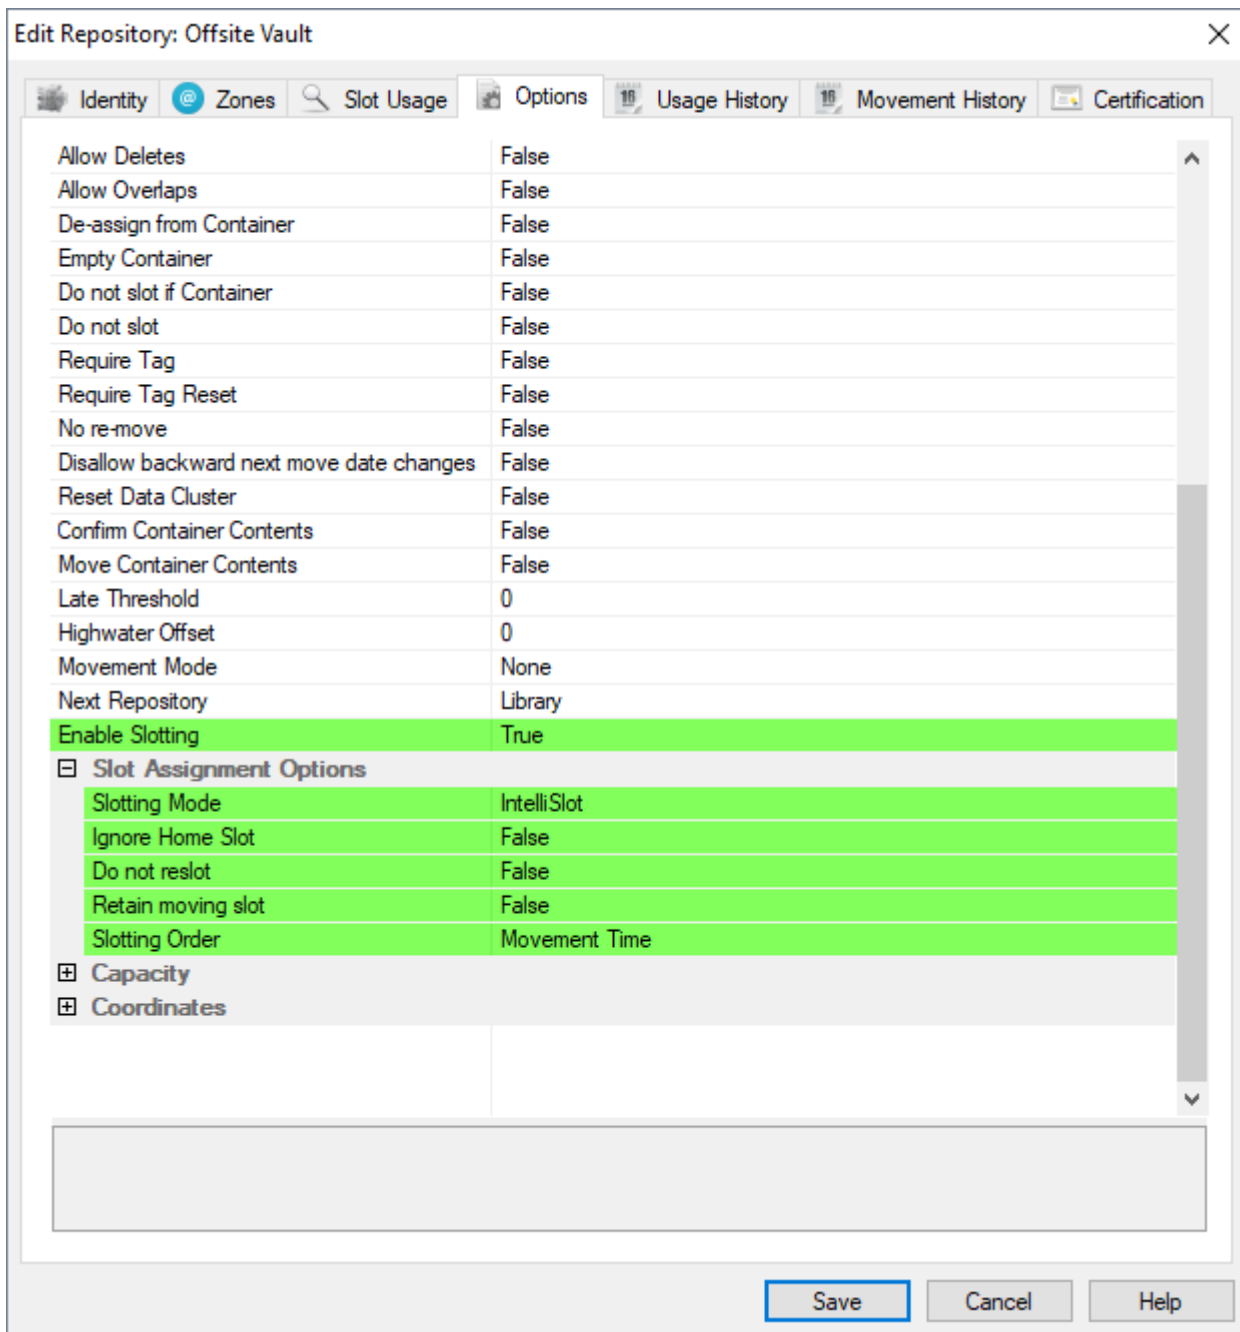 Edit Repository: Offsite Vault
Identity Zones Slot Usage Options Usage History Movement History Certification
Allow Deletes False
Allow Overlaps False
De-assign from Container False
Empty Container False
Do not slot if Container False
Do not slot False
Require Tag False
Require Tag Reset False
No re-move False
Disallow backward next move date changes False
Reset Data Cluster False
Confirm Container Contents False
Move Container Contents False
Late Threshold 0
Highwater Offset 0
Movement Mode None
Next Repository Library
Enable Slotting True
Slot Assignment Options
Slotting Mode IntelliSlot
Ignore Home Slot False
Do not reslot False
Retain moving slot False
Slotting Order Movement Time
Capacity
Coordinates
Save Cancel Help